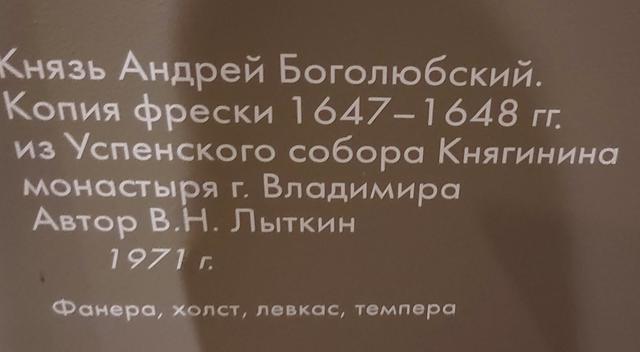 Князь Андрей Боголюбский.
Копия фрески 1647–1648 гг.
из Успенского собора Княгинина
монастыря г. Владимира
Автор В.Н. Лыткин
1971 г.
Фанера, холст, левкас, темпера